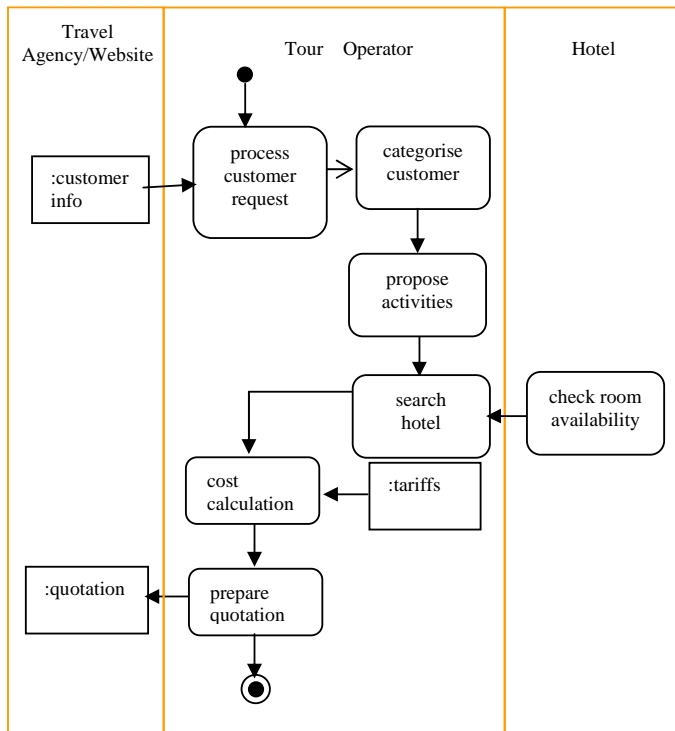 Travel
Agency/Website
Tour Operator
Hotel
process
customer
request
categorise
customer
:customer
info
propose
activities
search
hotel
check room
availability
cost
calculation
:tariffs
:quotation
prepare
quotation